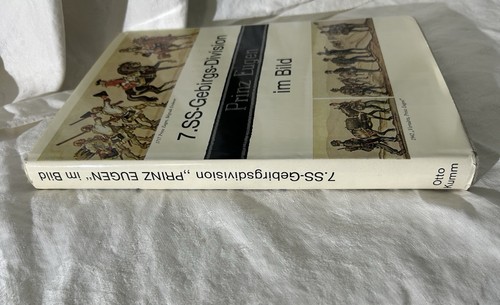 7.SS-Gebirgs-Division
Prinz Eugen
im Bild
7.SS-Gebirgsdivision „PRINZ EUGEN“ im Bild
Otto
Kumm